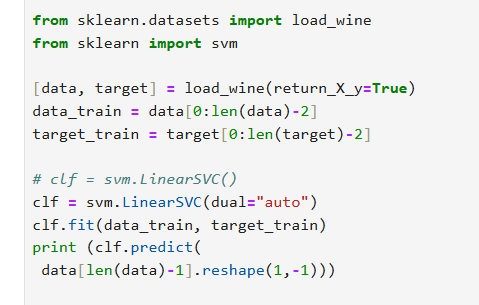 from sklearn.datasets import load_wine
from sklearn import svm

[data, target] = load_wine(return_X_y=True)
data_train = data[0:len(data)-2]
target_train = target[0:len(target)-2]

# clf = svm.LinearSVC()
clf = svm.LinearSVC(dual="auto")
clf.fit(data_train, target_train)
print (clf.predict(
 data[len(data)-1].reshape(1,-1)))